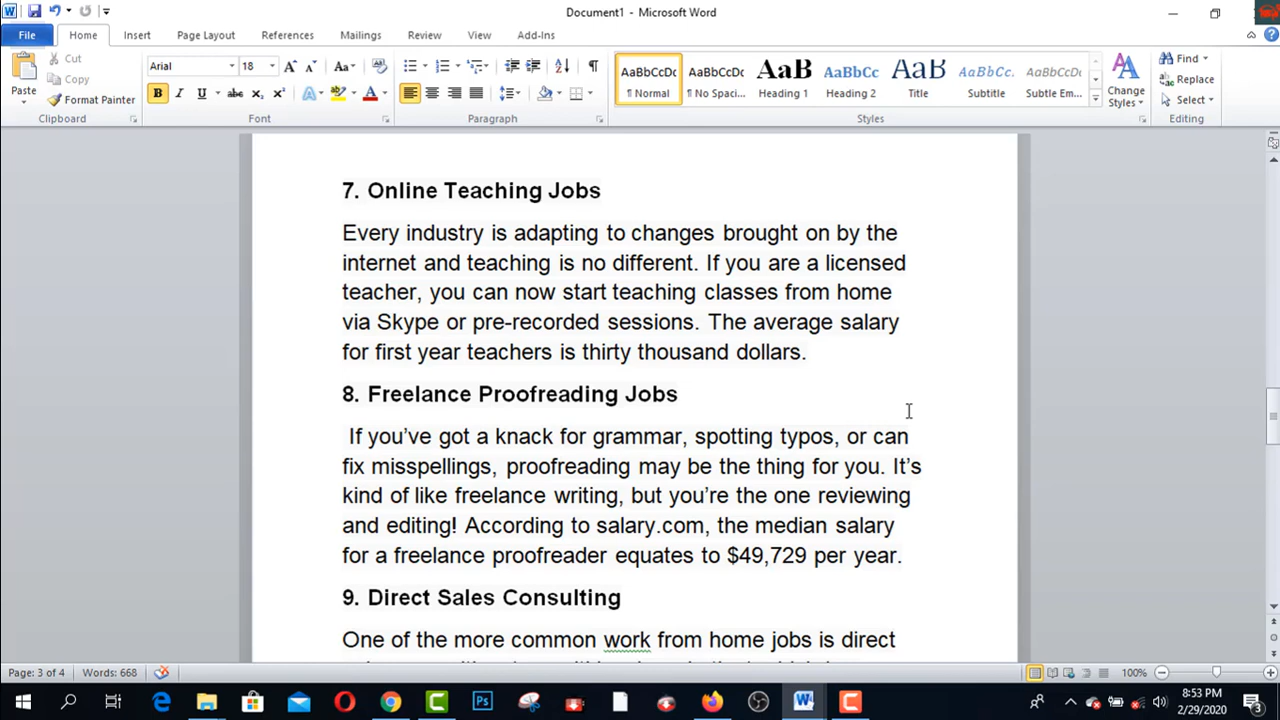 Document1 - Microsoft Word
File Home Insert Page Layout References Mailings Review View Add-Ins
Paste
Cut
Copy
Format Painter
Clipboard
Arial 18
Font
Paragraph
AaBbCcDc AaBbCcDc AaB AaBbCc AaB AaBbCc. AaBbCcDc
¶ Normal ¶ No Spaci... Heading 1 Heading 2 Title Subtitle Subtle Em...
Change Styles
Styles
Find
Replace
Select
Editing
7. Online Teaching Jobs
Every industry is adapting to changes brought on by the
internet and teaching is no different. If you are a licensed
teacher, you can now start teaching classes from home
via Skype or pre-recorded sessions. The average salary
for first year teachers is thirty thousand dollars.
8. Freelance Proofreading Jobs
If you've got a knack for grammar, spotting typos, or can
fix misspellings, proofreading may be the thing for you. It's
kind of like freelance writing, but you're the one reviewing
and editing! According to salary.com, the median salary
for a freelance proofreader equates to $49,729 per year.
9. Direct Sales Consulting
One of the more common work from home jobs is direct
Page: 3 of 4 Words: 668 100%
8:53 PM
2/29/2020